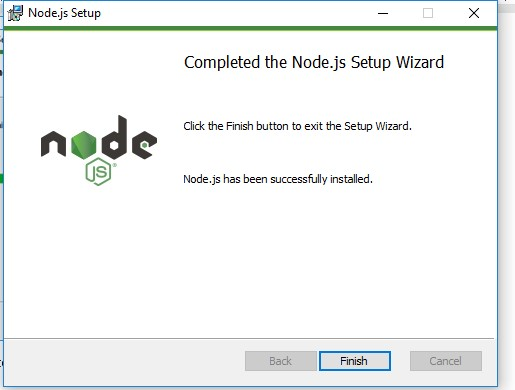 Node.js Setup
Completed the Node.js Setup Wizard
Click the Finish button to exit the Setup Wizard.
node
JS
Node.js has been successfully installed.
Back
Finish
Cancel